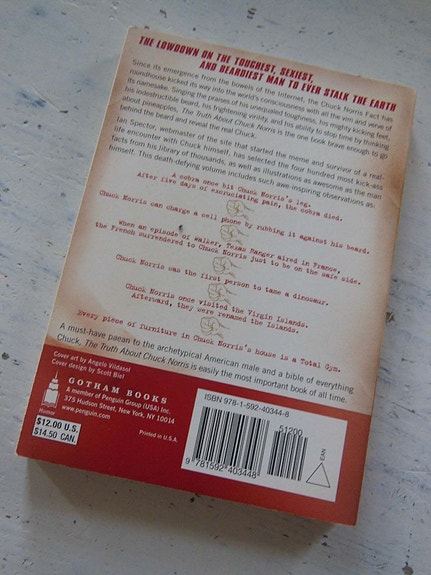 THE LOWDOWN ON THE TOUGHEST, SEXIEST,
AND BEARDIEST MAN TO EVER STALK THE EARTH
Since its emergence from the bowels of the Internet, the Chuck Norris Fact has
roundhouse kicked its way into the world's consciousness with all the vim and verve of
its namesake. Singing the praises of his unequaled toughness, his mighty kicking feet,
his indestructible beard, his frightening virility, and his ability to stop time by thinking
about pineapples, The Truth About Chuck Norris is the one book brave enough to go
behind the beard and reveal the real Chuck.
Ian Spector, webmaster of the site that started the meme and survivor of a real-
life encounter with Chuck himself, has selected the four hundred most kick-ass
facts from his library of thousands, as well as illustrations as awesome as the man
himself. This death-defying volume includes such awe-inspiring observations as:
A cobra once bit Chuck Norris's leg.
After five days of excruciating pain, the cobra died.
Chuck Norris can charge a cell phone by rubbing it against his beard.
When an episode of Walker, Texas Ranger aired in France,
the French surrendered to Chuck Norris just to be on the safe side.
Chuck Norris was the first person to tame a dinosaur.
Chuck Norris once visited the Virgin Islands.
Afterward, they were renamed the Islands.
Every piece of furniture in Chuck Norris's house is a Total Gym.
A must-have paean to the archetypical American male and a bible of everything
Chuck, The Truth About Chuck Norris is easily the most important book of all time.
Cover art by Angelo Vildasol
Cover design by Scott Biel
GOTHAM BOOKS
A member of Penguin Group (USA) Inc.
375 Hudson Street, New York, NY 10014
www.penguin.com
Printed in U.S.A.
Humor
$12.00 U.S.
$14.50 CAN.
ISBN 978-1-592-40344-8
51200
9 781592 403448
EAN